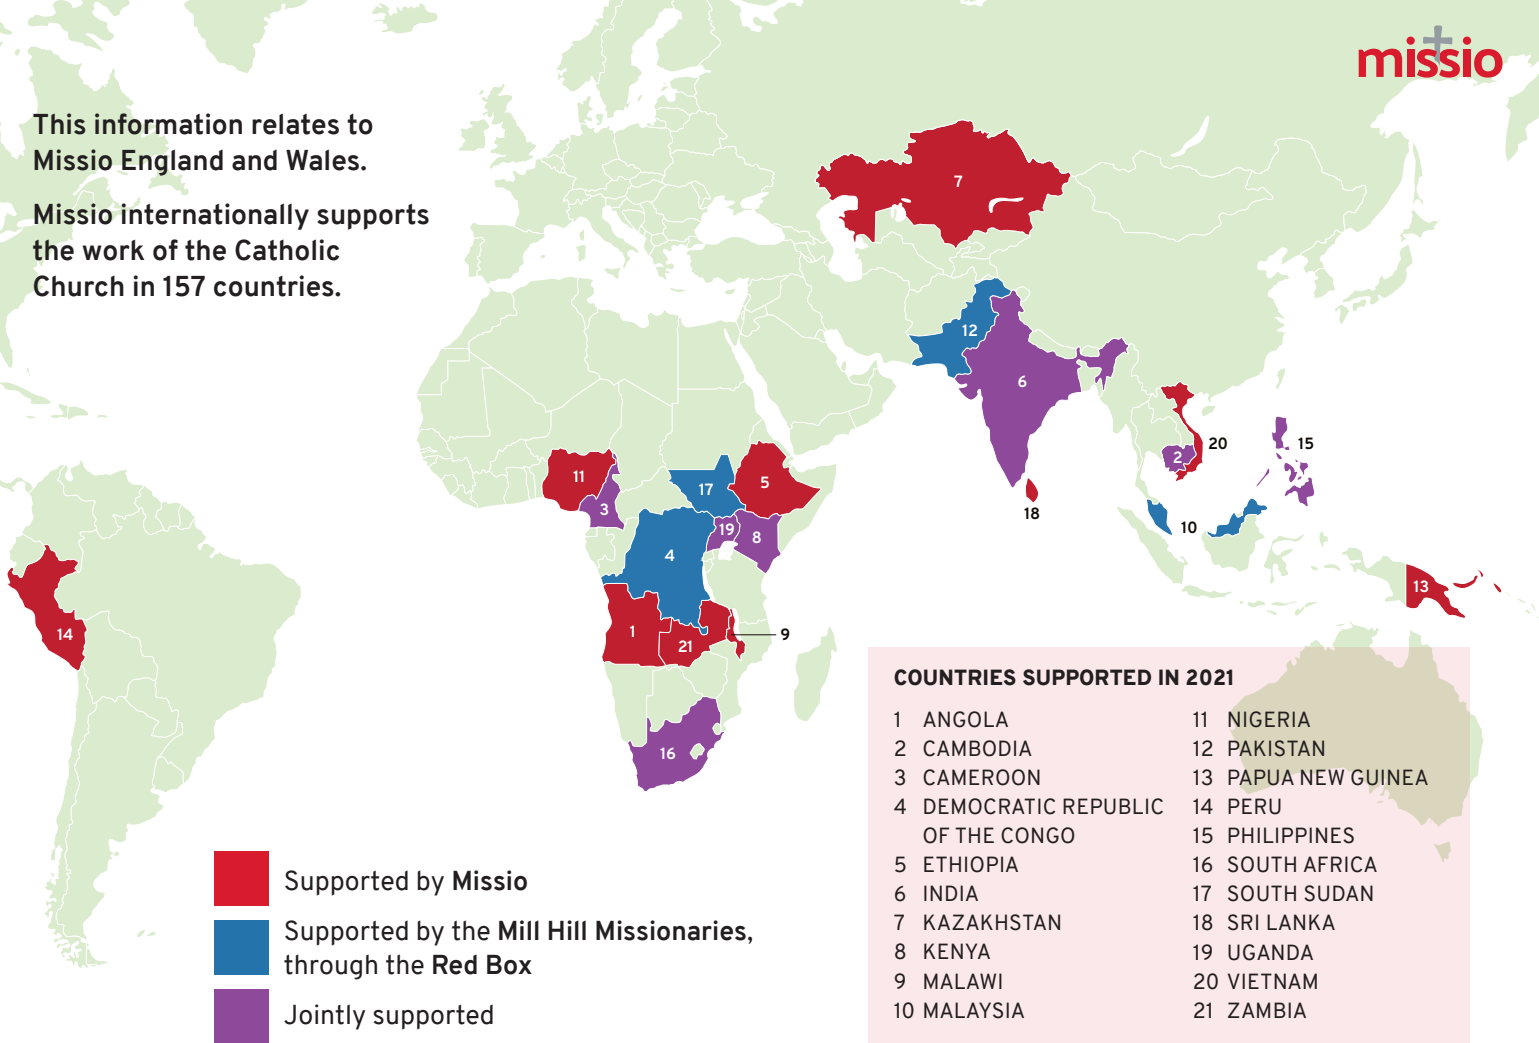 missio
This information relates to
Missio England and Wales.
Missio internationally supports
the work of the Catholic
Church in 157 countries.
7
12
6
20
2
15
18
10
13
11
3
17
5
19
8
4
1
21
9
16
14
Supported by Missio
Supported by the Mill Hill Missionaries,
through the Red Box
Jointly supported
COUNTRIES SUPPORTED IN 2021
1 ANGOLA
2 CAMBODIA
3 CAMEROON
4 DEMOCRATIC REPUBLIC
OF THE CONGO
5 ETHIOPIA
6 INDIA
7 KAZAKHSTAN
8 KENYA
9 MALAWI
10 MALAYSIA
11 NIGERIA
12 PAKISTAN
13 PAPUA NEW GUINEA
14 PERU
15 PHILIPPINES
16 SOUTH AFRICA
17 SOUTH SUDAN
18 SRI LANKA
19 UGANDA
20 VIETNAM
21 ZAMBIA